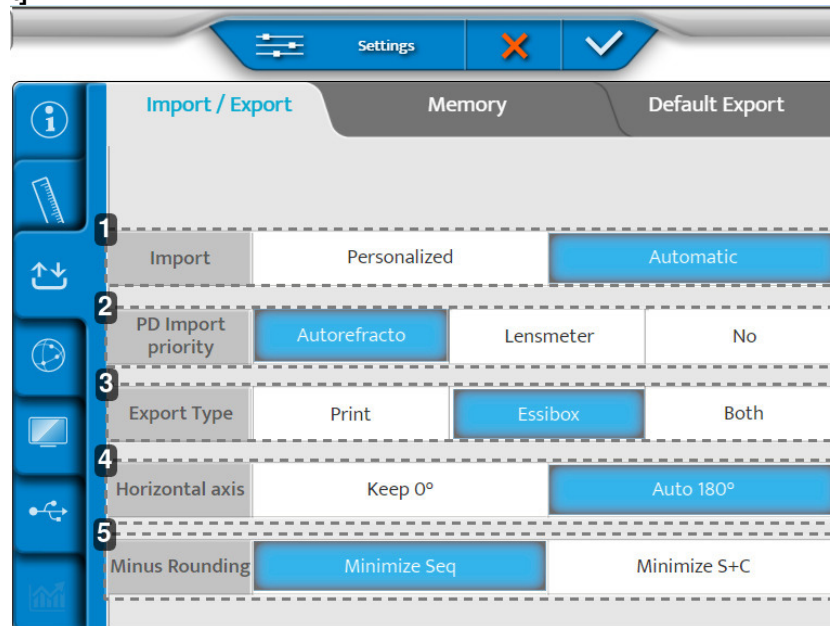 Settings
Import / Export Memory Default Export
1
Import Personalized Automatic
2
PD Import
priority Autorefracto Lensmeter No
3
Export Type Print Essibox Both
4
Horizontal axis Keep 0° Auto 180°
5
Minus Rounding Minimize Seq Minimize S+C